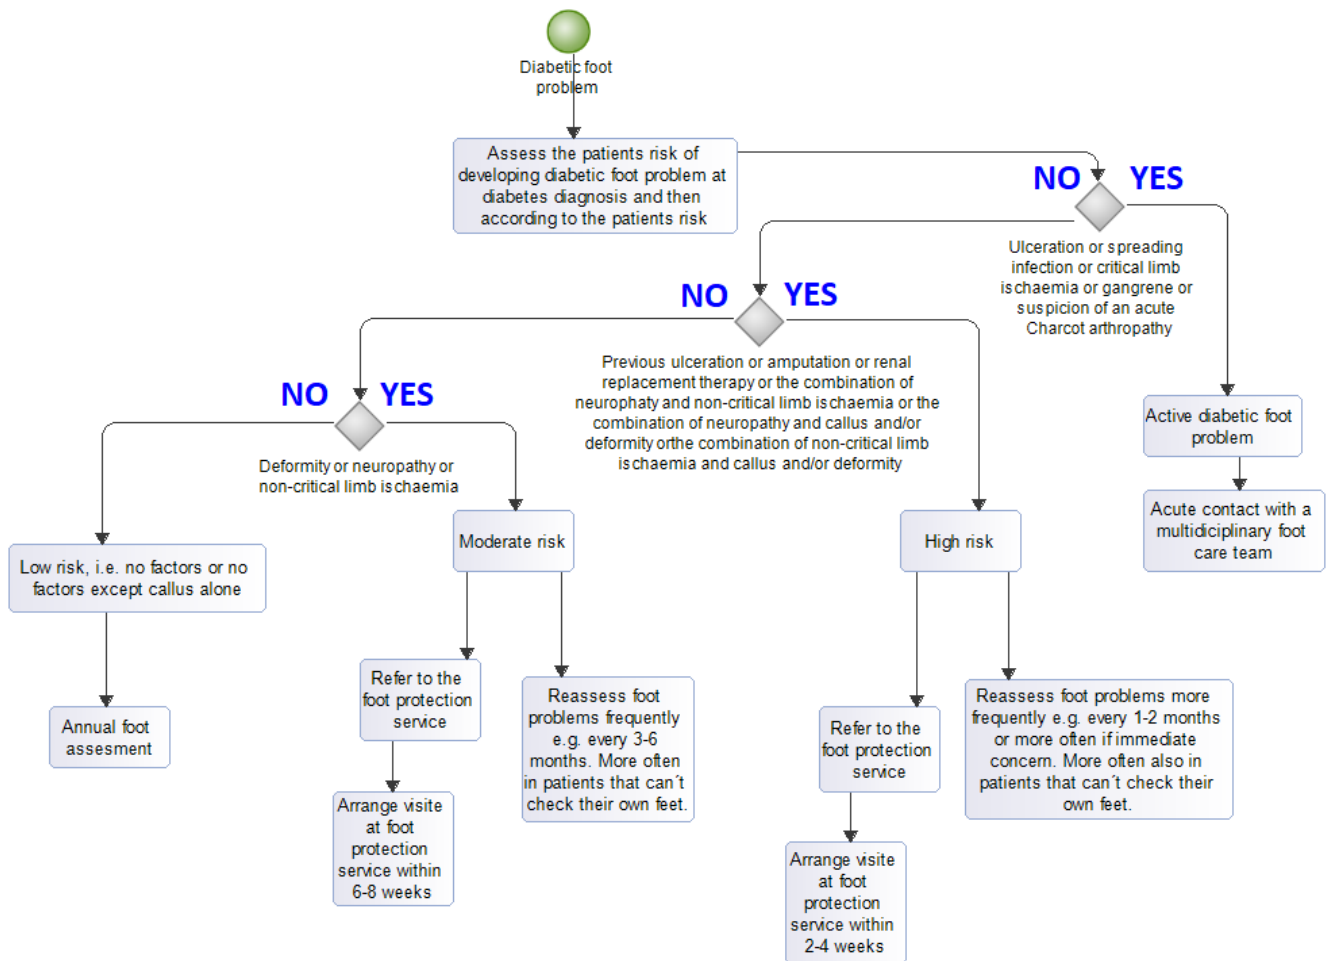 Diabetic foot
problem
Assess the patients risk of
developing diabetic foot problem at
diabetes diagnosis and then
according to the patients risk
NO
YES
Ulceration or spreading
infection or critical limb
ischaemia or gangrene or
suspicion of an acute
Charcot arthropathy
NO
YES
Previous ulceration or amputation or renal
replacement therapy or the combination of
neurophaty and non-critical limb ischaemia or the
combination of neuropathy and callus and/or
deformity orthe combination of non-critical limb
ischaemia and callus and/or deformity
NO
YES
Deformity or neuropathy or
non-critical limb ischaemia
Active diabetic foot
problem
Acute contact with a
multidiciplinary foot
care team
Low risk, i.e. no factors or no
factors except callus alone
Moderate risk
High risk
Annual foot
assesment
Refer to the
foot protection
service
Reassess foot
problems frequently
e.g. every 3-6
months. More often
in patients that can´t
check their own feet.
Arrange visite
at foot
protection
service within
6-8 weeks
Refer to the
foot protection
service
Reassess foot problems more
frequently e.g. every 1-2 months
or more often if immediate
concern. More often also in
patients that can´t check their
own feet.
Arrange visite
at foot
protection
service within
2-4 weeks